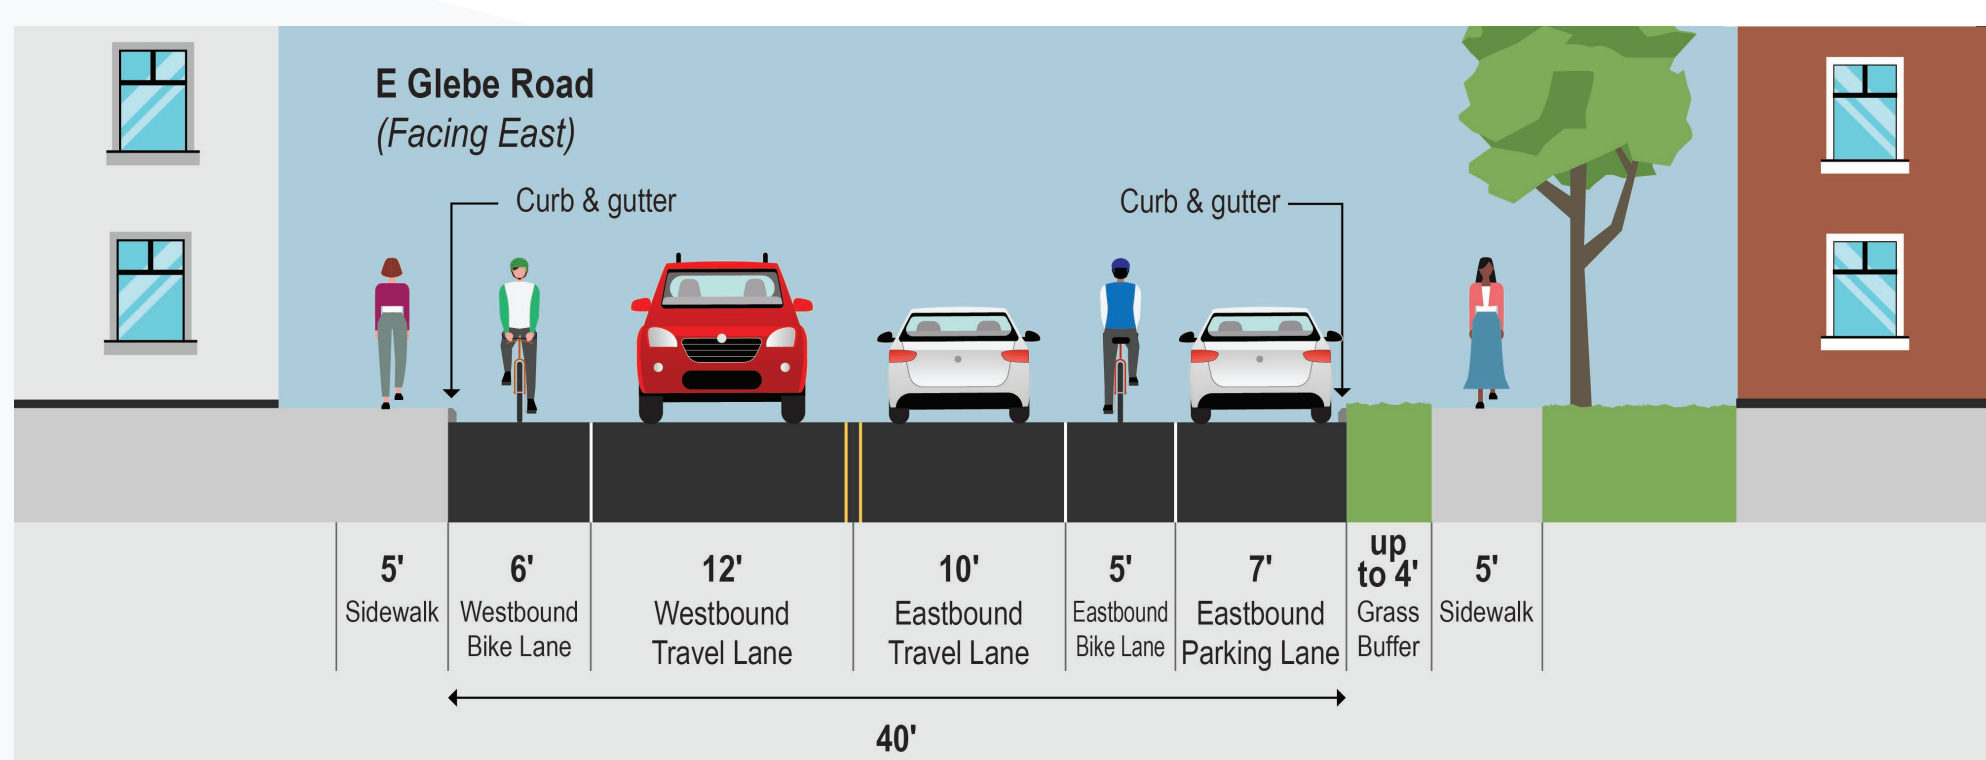 E Glebe Road
(Facing East)
Curb & gutter
Curb & gutter
5'
Sidewalk
6'
Westbound
Bike Lane
12'
Westbound
Travel Lane
10'
Eastbound
Travel Lane
5'
Eastbound
Bike Lane
7'
Eastbound
Parking Lane
up
to 4'
Grass
Buffer
5'
Sidewalk
40'